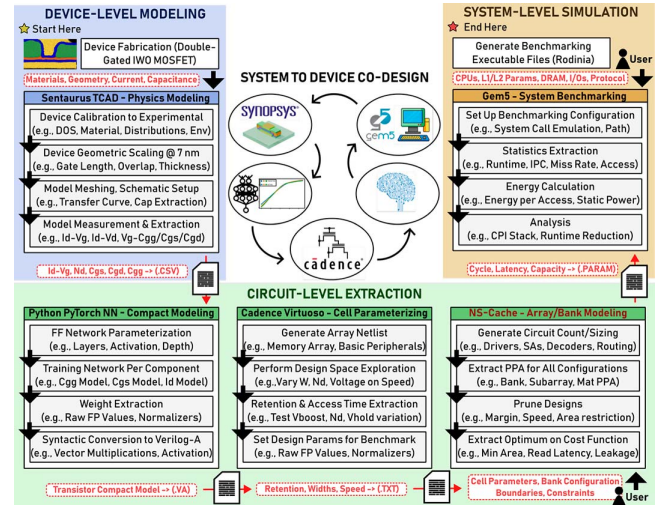 DEVICE-LEVEL MODELING
Start Here
Device Fabrication (Double-
Gated IWO MOSFET)
Materials, Geometry, Current, Capacitance
Sentaurus TCAD - Physics Modeling
Device Calibration to Experimental
(e.g., DOS, Material, Distributions, Env)
Device Geometric Scaling @ 7 nm
(e.g., Gate Length, Overlap, Thickness)
Model Meshing, Schematic Setup
(e.g., Transfer Curve, Cap Extraction)
Model Measurement & Extraction
(e.g., Id-Vg, Id-Vd, Vg-Cgg/Cgs/Cgd)
Id-Vg, Nd, Cgs, Cgd, Cgg -> (.CSV)
SYSTEM TO DEVICE CO-DESIGN
SYNOPSYS
gem5
cādence
SYSTEM-LEVEL SIMULATION
End Here
Generate Benchmarking
Executable Files (Rodinia)
User
CPUs, L1/L2 Params, DRAM, I/Os, Protocol
Gem5 - System Benchmarking
Set Up Benchmarking Configuration
(e.g., System Call Emulation, Path)
Statistics Extraction
(e.g., Runtime, IPC, Miss Rate, Access)
Energy Calculation
(e.g., Energy per Access, Static Power)
Analysis
(e.g., CPI Stack, Runtime Reduction)
Cycle, Latency, Capacity -> (.PARAM)
CIRCUIT-LEVEL EXTRACTION
Python PyTorch NN - Compact Modeling
FF Network Parameterization
(e.g., Layers, Activation, Depth)
Training Network Per Component
(e.g., Cgg Model, Cgs Model, Id Model)
Weight Extraction
(e.g., Raw FP Values, Normalizers)
Syntactic Conversion to Verilog-A
(e.g., Vector Multiplications, Activation)
Transistor Compact Model -> (.VA)
Cadence Virtuoso - Cell Parameterizing
Generate Array Netlist
(e.g., Memory Array, Basic Peripherals)
Perform Design Space Exploration
(e.g., Vary W, Nd, Voltage on Speed)
Retention & Access Time Extraction
(e.g., Test Vboost, Nd, Vhold variation)
Set Design Params for Benchmark
(e.g., Raw FP Values, Normalizers)
Retention, Widths, Speed -> (.TXT)
NS-Cache - Array/Bank Modeling
Generate Circuit Count/Sizing
(e.g., Drivers, SAs, Decoders, Routing)
Extract PPA for All Configurations
(e.g., Bank, Subarray, Mat PPA)
Prune Designs
(e.g., Margin, Speed, Area restriction)
Extract Optimum on Cost Function
(e.g., Min Area, Read Latency, Leakage)
Cell Parameters, Bank Configuration
Boundaries, Constraints
User